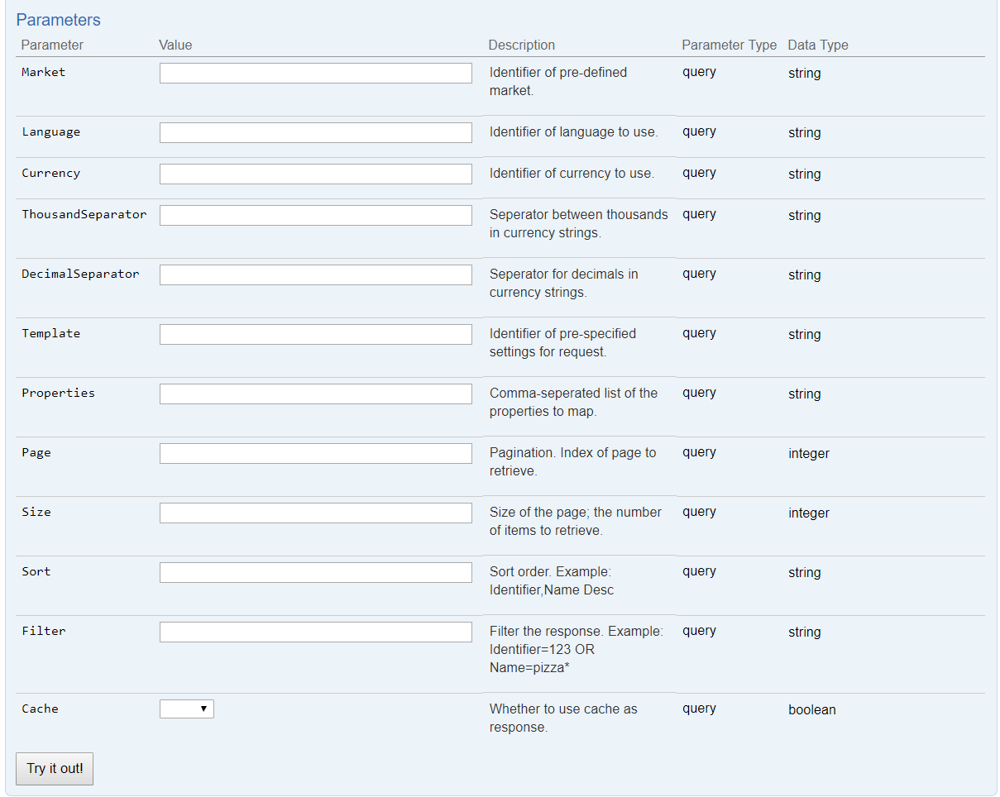 Parameters
Parameter Value Description Parameter Type Data Type
Market Identifier of pre-defined query string
market.
Language Identifier of language to use. query string
Currency Identifier of currency to use. query string
ThousandSeparator Seperator between thousands query string
in currency strings.
DecimalSeparator Seperator for decimals in query string
currency strings.
Template Identifier of pre-specified query string
settings for request.
Properties Comma-seperated list of the query string
properties to map.
Page Pagination. Index of page to query integer
retrieve.
Size Size of the page; the number query integer
of items to retrieve.
Sort Sort order. Example: query string
Identifier,Name Desc
Filter Filter the response. Example: query string
Identifier=123 OR
Name=pizza*
Cache Whether to use cache as query boolean
response.
Try it out!